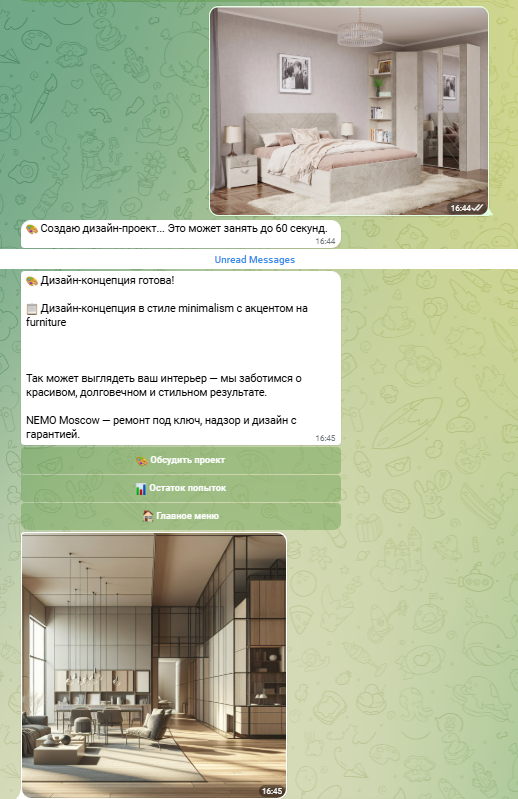 16:44
🎨 Создаю дизайн-проект... Это может занять до 60 секунд.
16:44
Unread Messages
🎨 Дизайн-концепция готова!
📋 Дизайн-концепция в стиле minimalism с акцентом на
furniture
Так может выглядеть ваш интерьер — мы заботимся о
красивом, долговечном и стильном результате.
NEMO Moscow — ремонт под ключ, надзор и дизайн с
гарантией.
16:45
🎨 Обсудить проект
📊 Остаток попыток
🏠 Главное меню
16:45